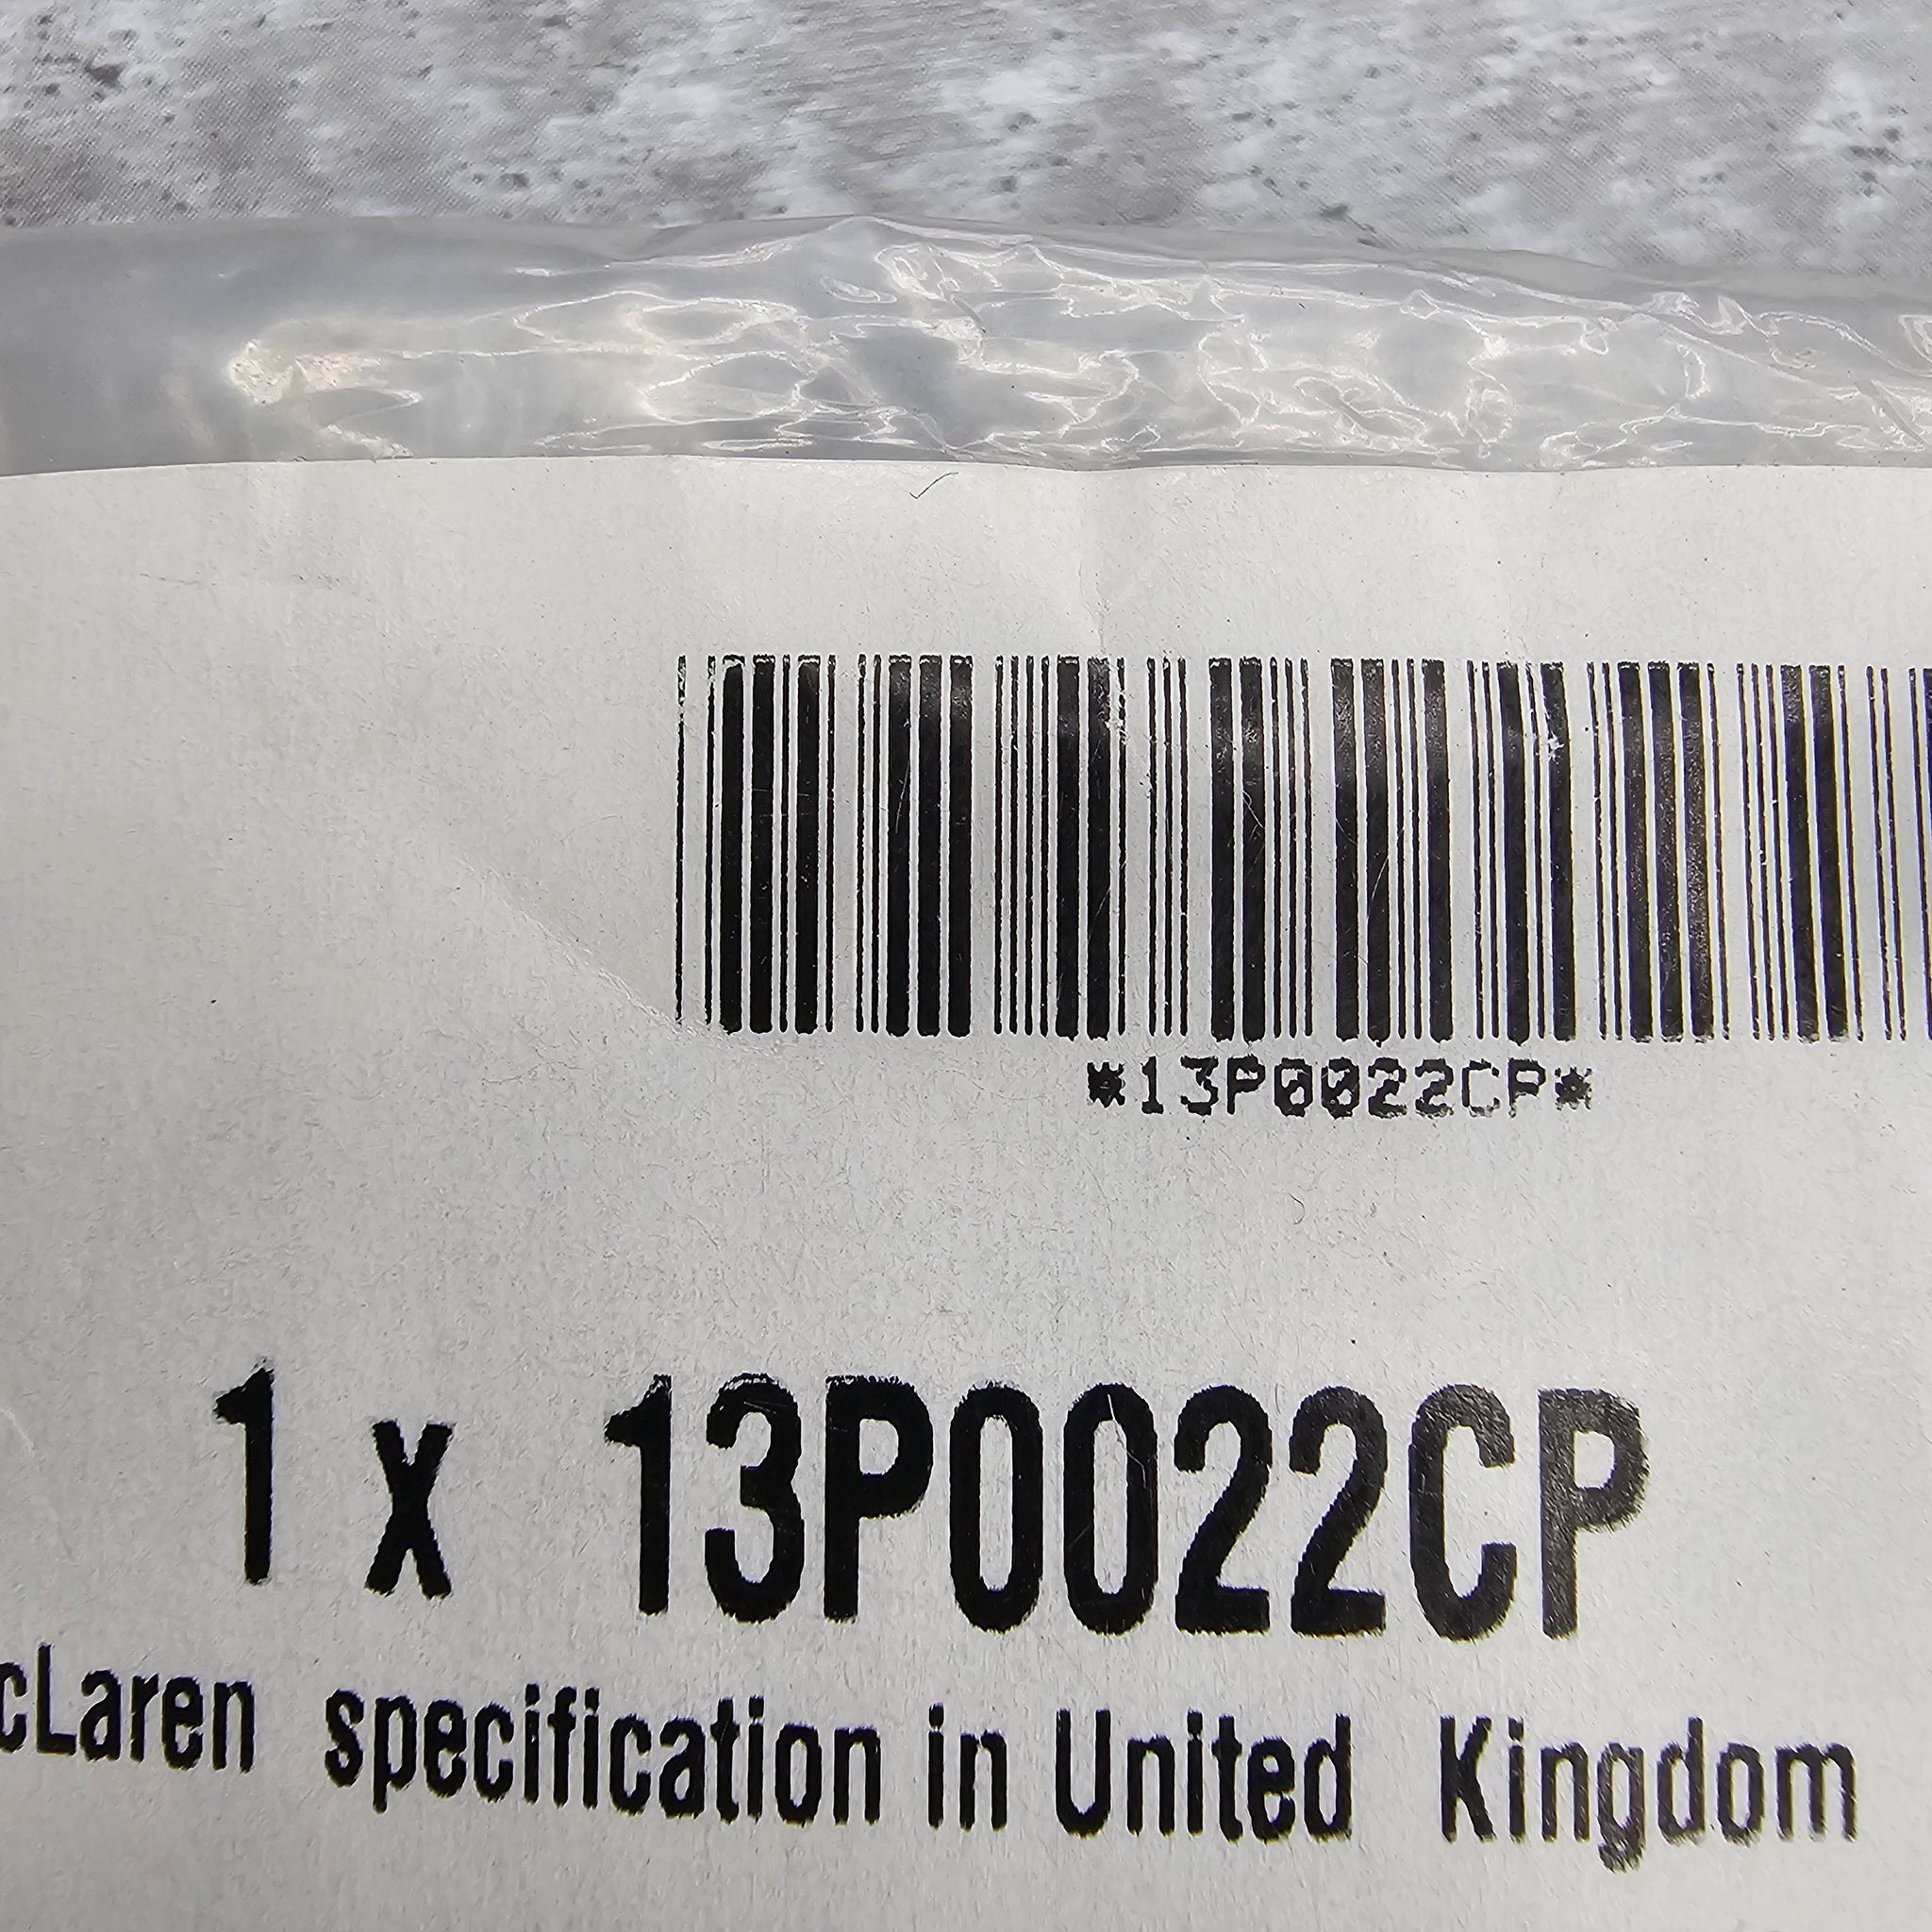 *13P0022CP*
1 x 13P0022CP
cLaren specification in United Kingdom